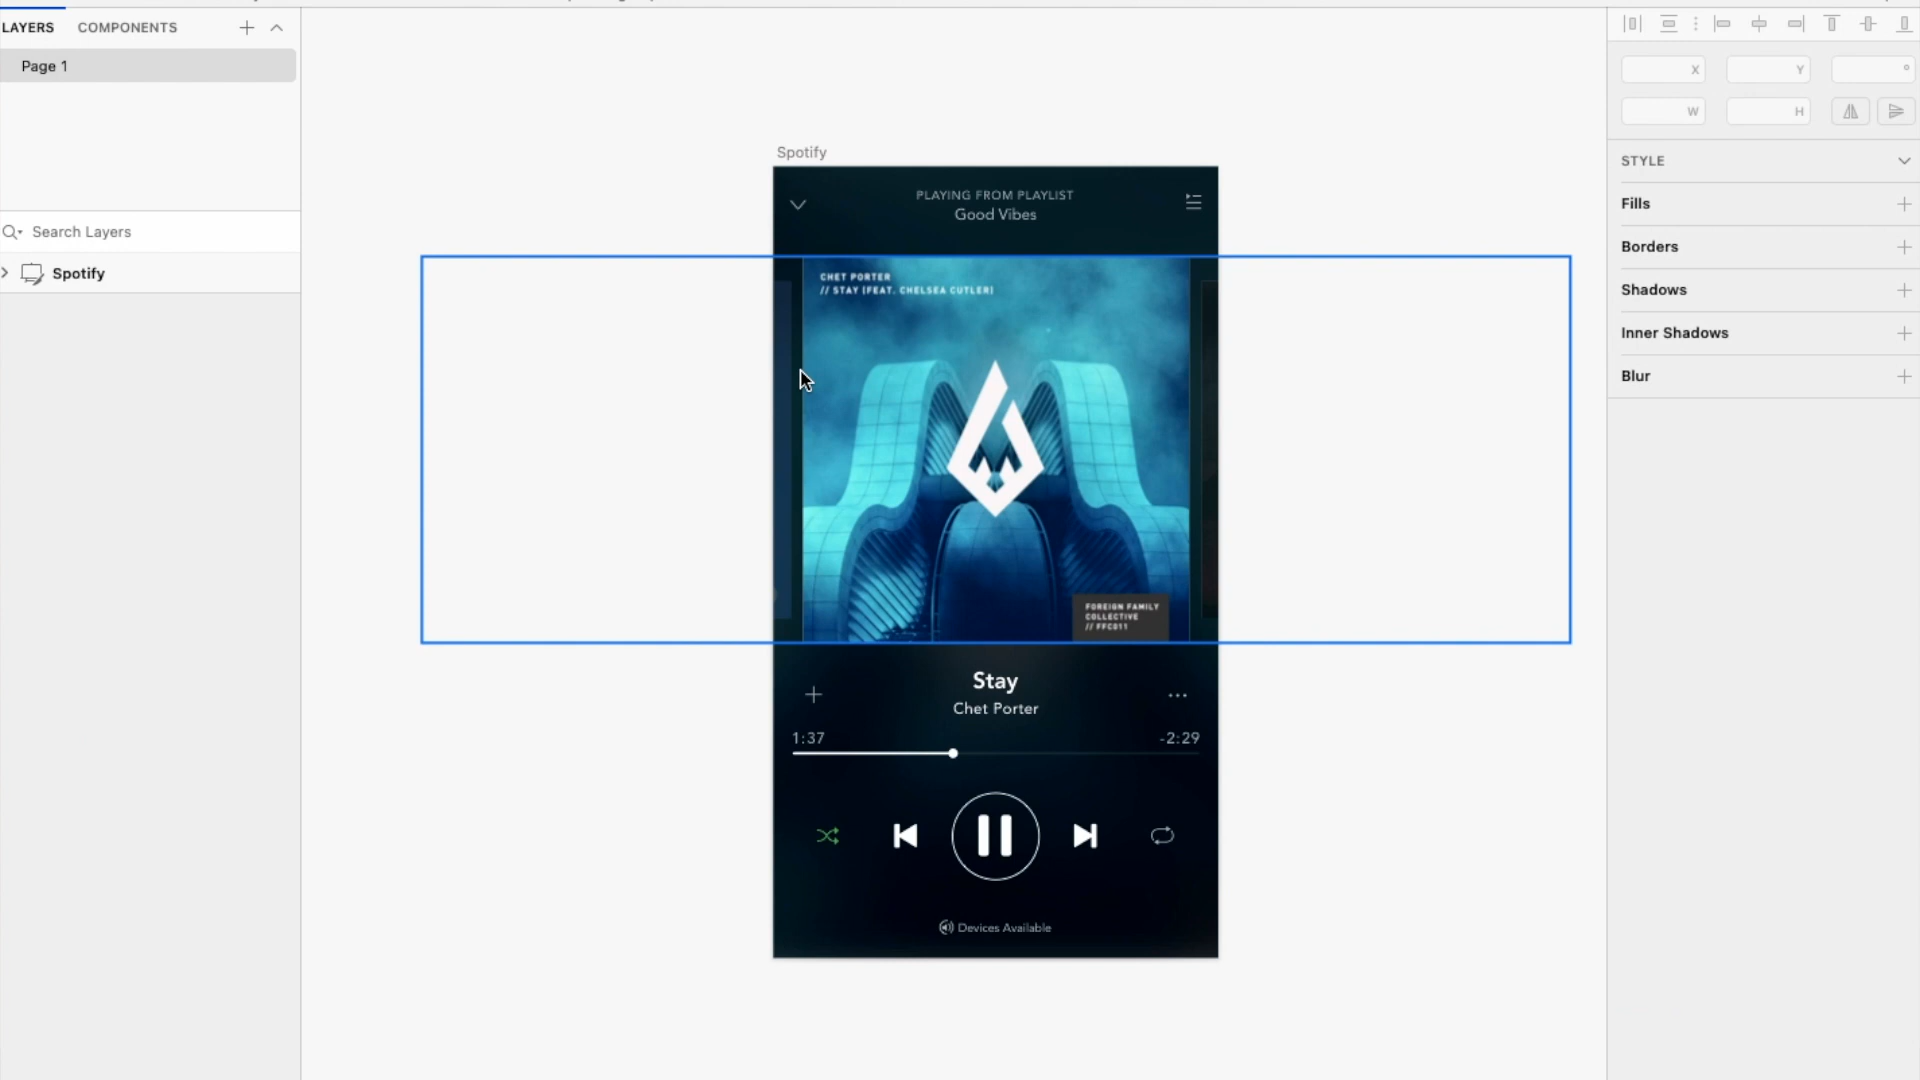 LAYERS
COMPONENTS
Page 1
Search Layers
Spotify
Spotify
PLAYING FROM PLAYLIST
Good Vibes
CHET PORTER
// STAY (FEAT. CHELSEA CUTLER)
FOREIGN FAMILY
COLLECTIVE
// FFC011
Stay
Chet Porter
1:37
-2:29
Devices Available
X
Y
°
W
H
STYLE
Fills
Borders
Shadows
Inner Shadows
Blur